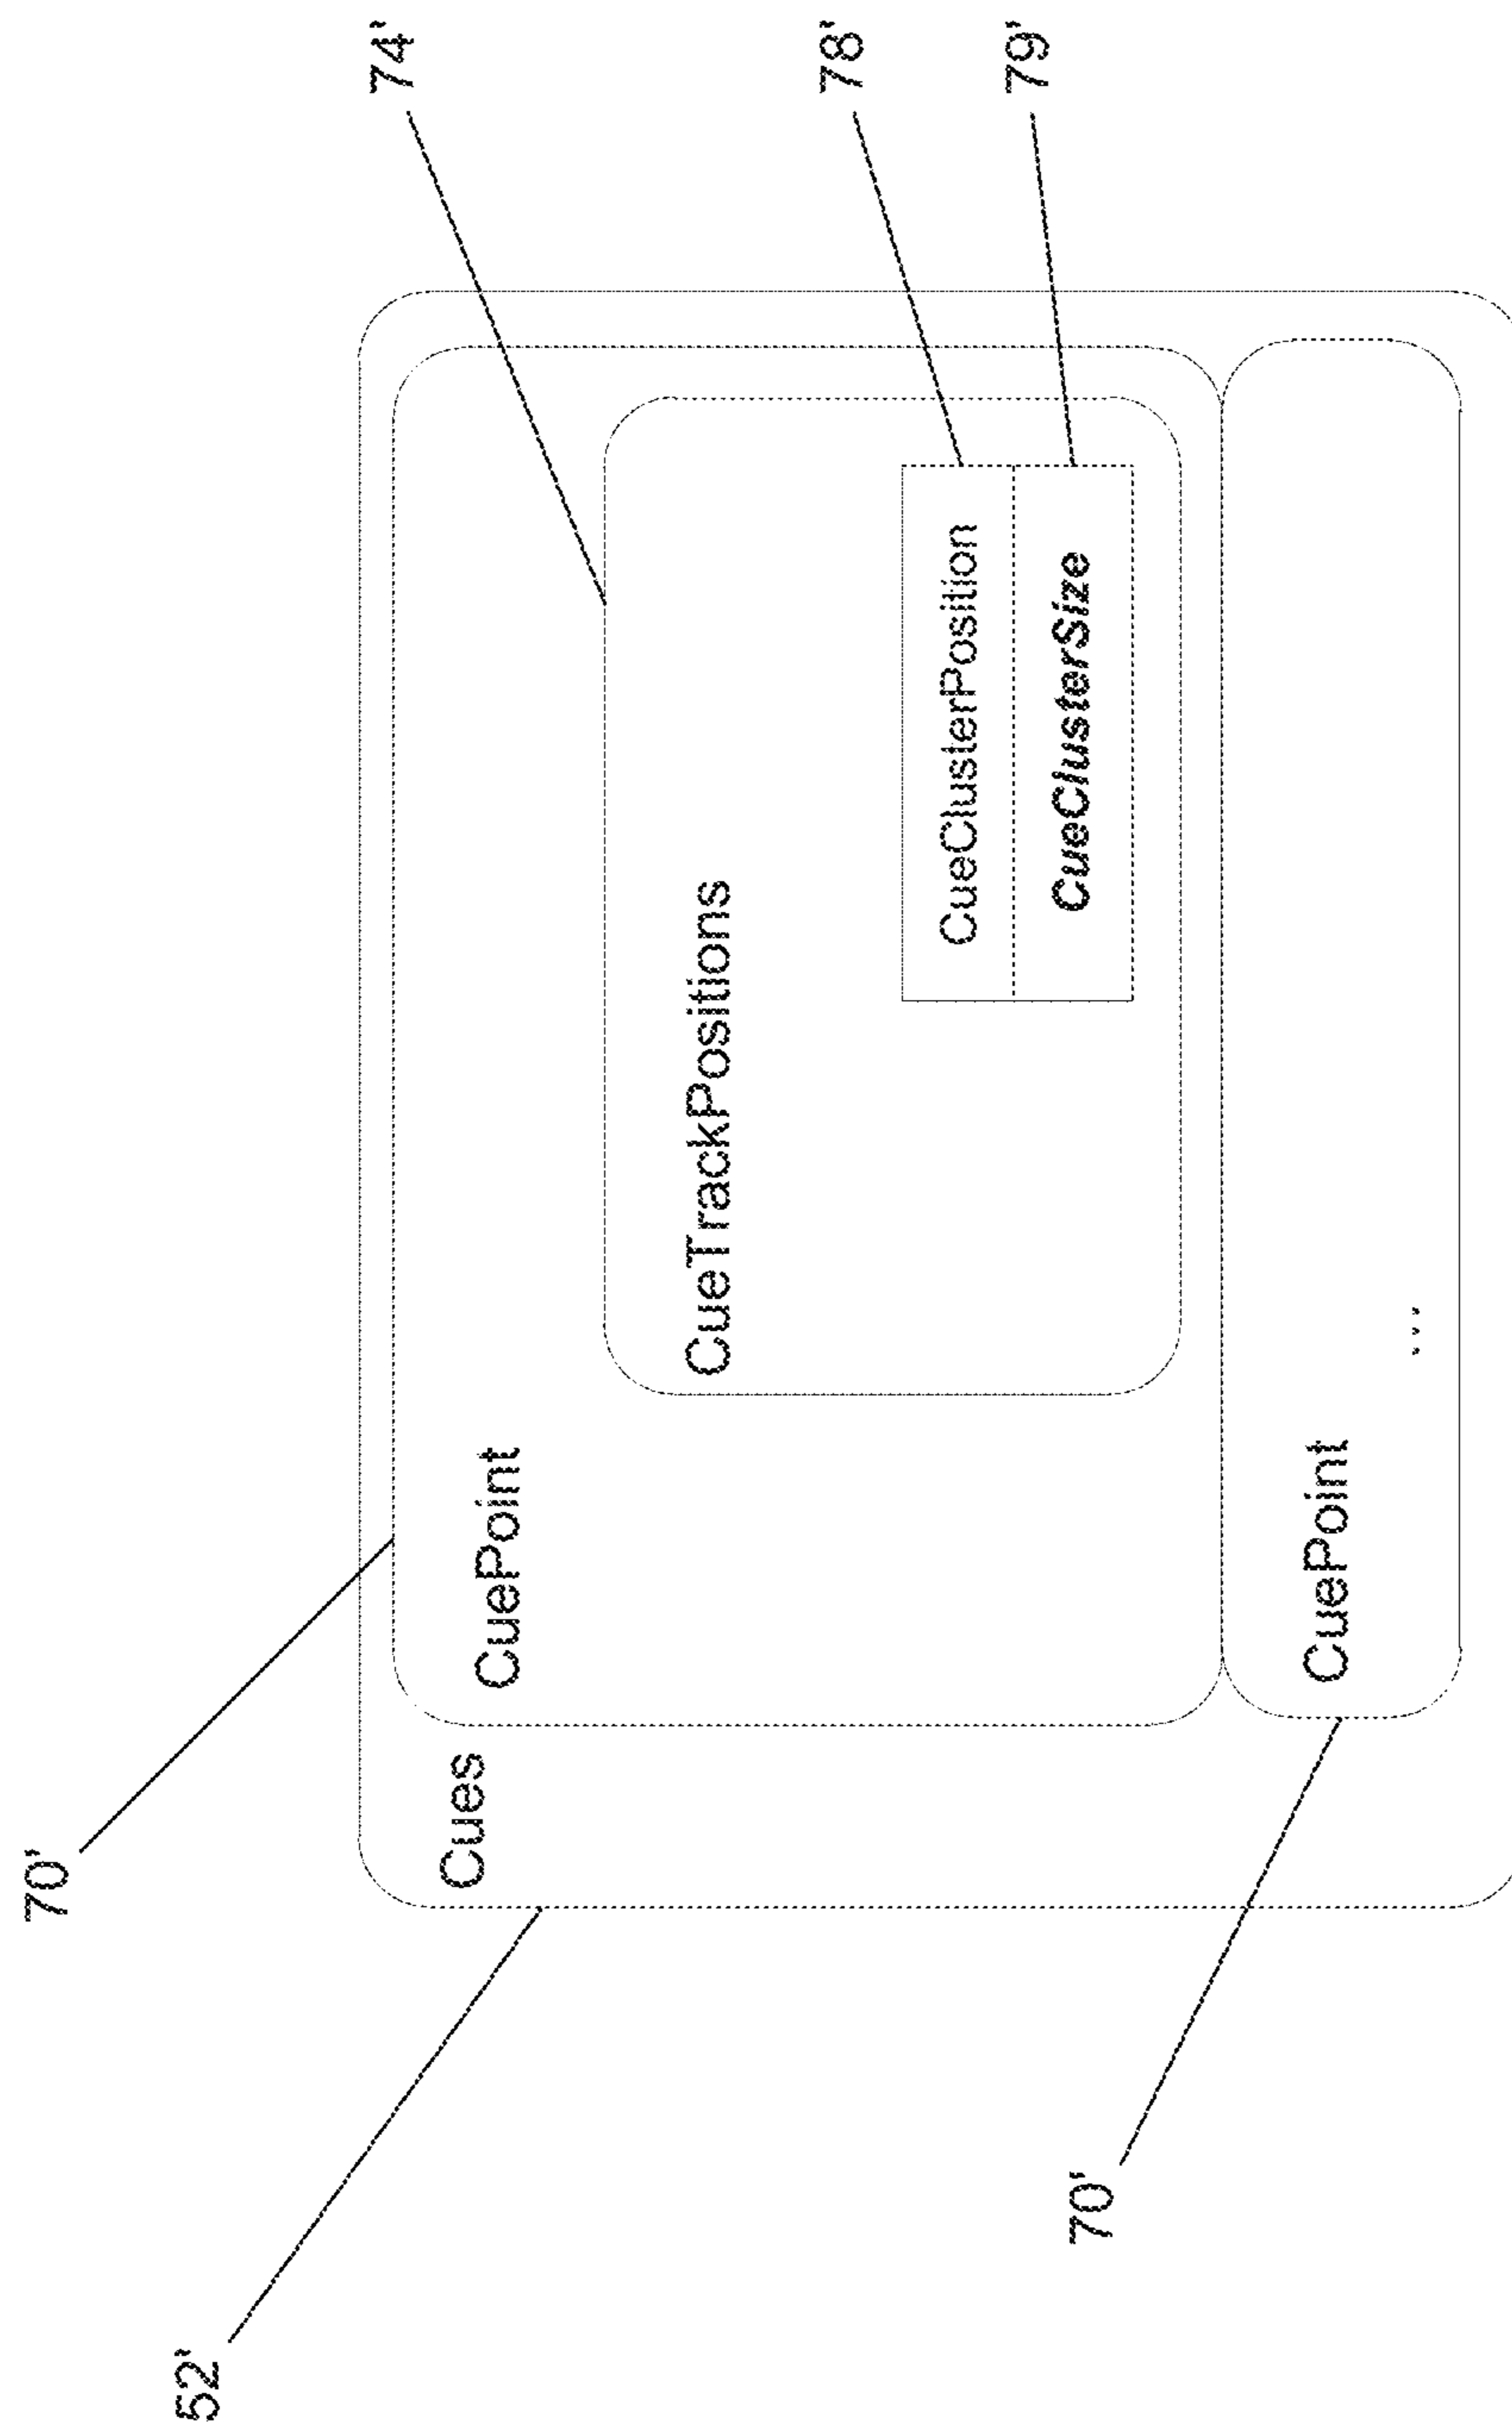 70'
52'
Cues
CuePoint
74'
CueTrackPositions
CueClusterPosition
78'
CueClusterSize
79'
CuePoint
...
70'